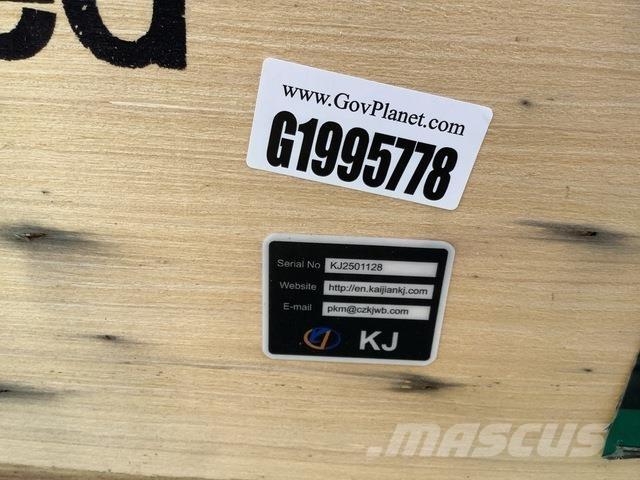 www.GovPlanet.com
G1995778
Serial No KJ2501128
Website http://en.kaijiankj.com
E-mail pkm@czkjwb.com
KJ
MASCUS